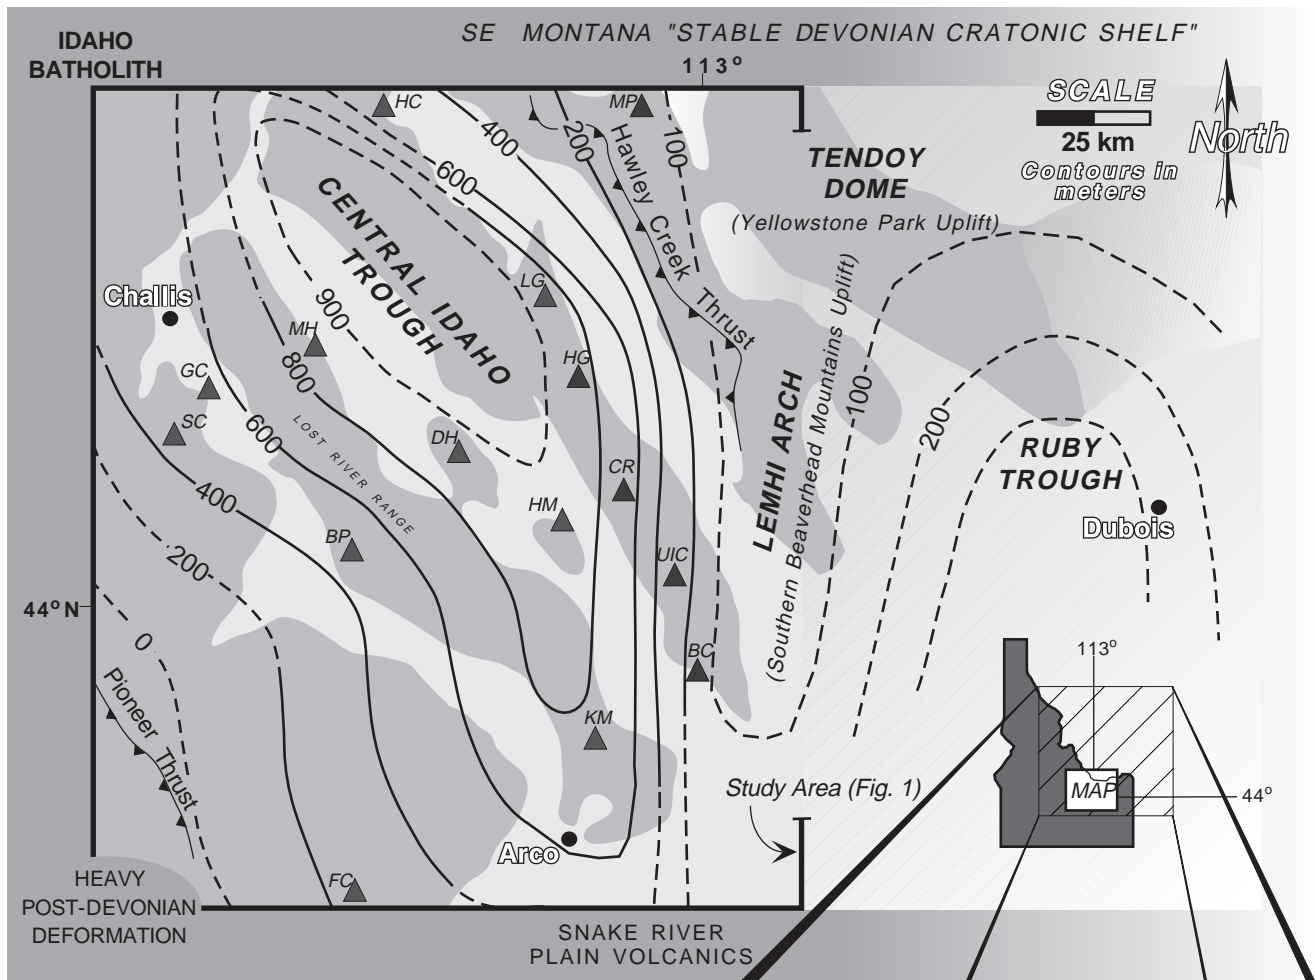 SE MONTANA "STABLE DEVONIAN CRATONIC SHELF"
IDAHO
BATHOLITH
113°
SCALE
25 km
Contours in
meters
North
HC
MP
400
200
100
600
Hawley Creek Thrust
TENDOY
DOME
(Yellowstone Park Uplift)
CENTRAL IDAHO
TROUGH
LG
Challis
900
MH
800
HG
GC
SC
600
LOST RIVER RANGE
DH
CR
400
HM
BP
200
UIC
LEMHI ARCH
(Southern Beaverhead Mountains Uplift)
100
200
RUBY
TROUGH
Dubois
44° N
0
Pioneer Thrust
BC
KM
Study Area (Fig. 1)
Arco
FC
113°
MAP
44°
HEAVY
POST-DEVONIAN
DEFORMATION
SNAKE RIVER
PLAIN VOLCANICS